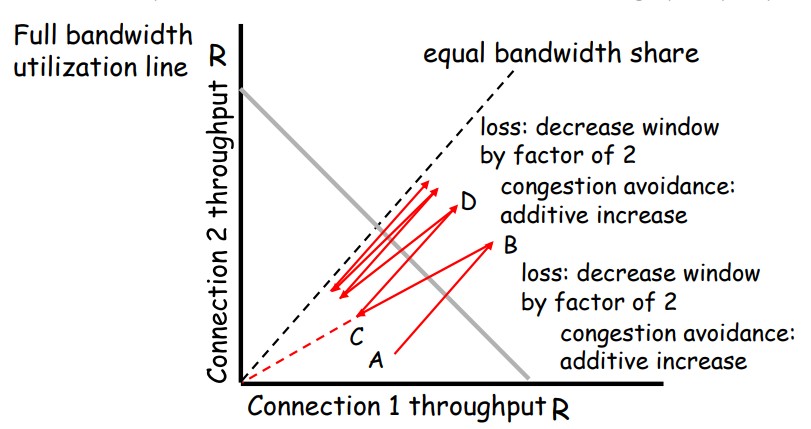 Full bandwidth
utilization line
R
Connection 2 throughput
equal bandwidth share
loss: decrease window
by factor of 2
congestion avoidance:
additive increase
D
B
loss: decrease window
by factor of 2
congestion avoidance:
additive increase
C
A
Connection 1 throughput R